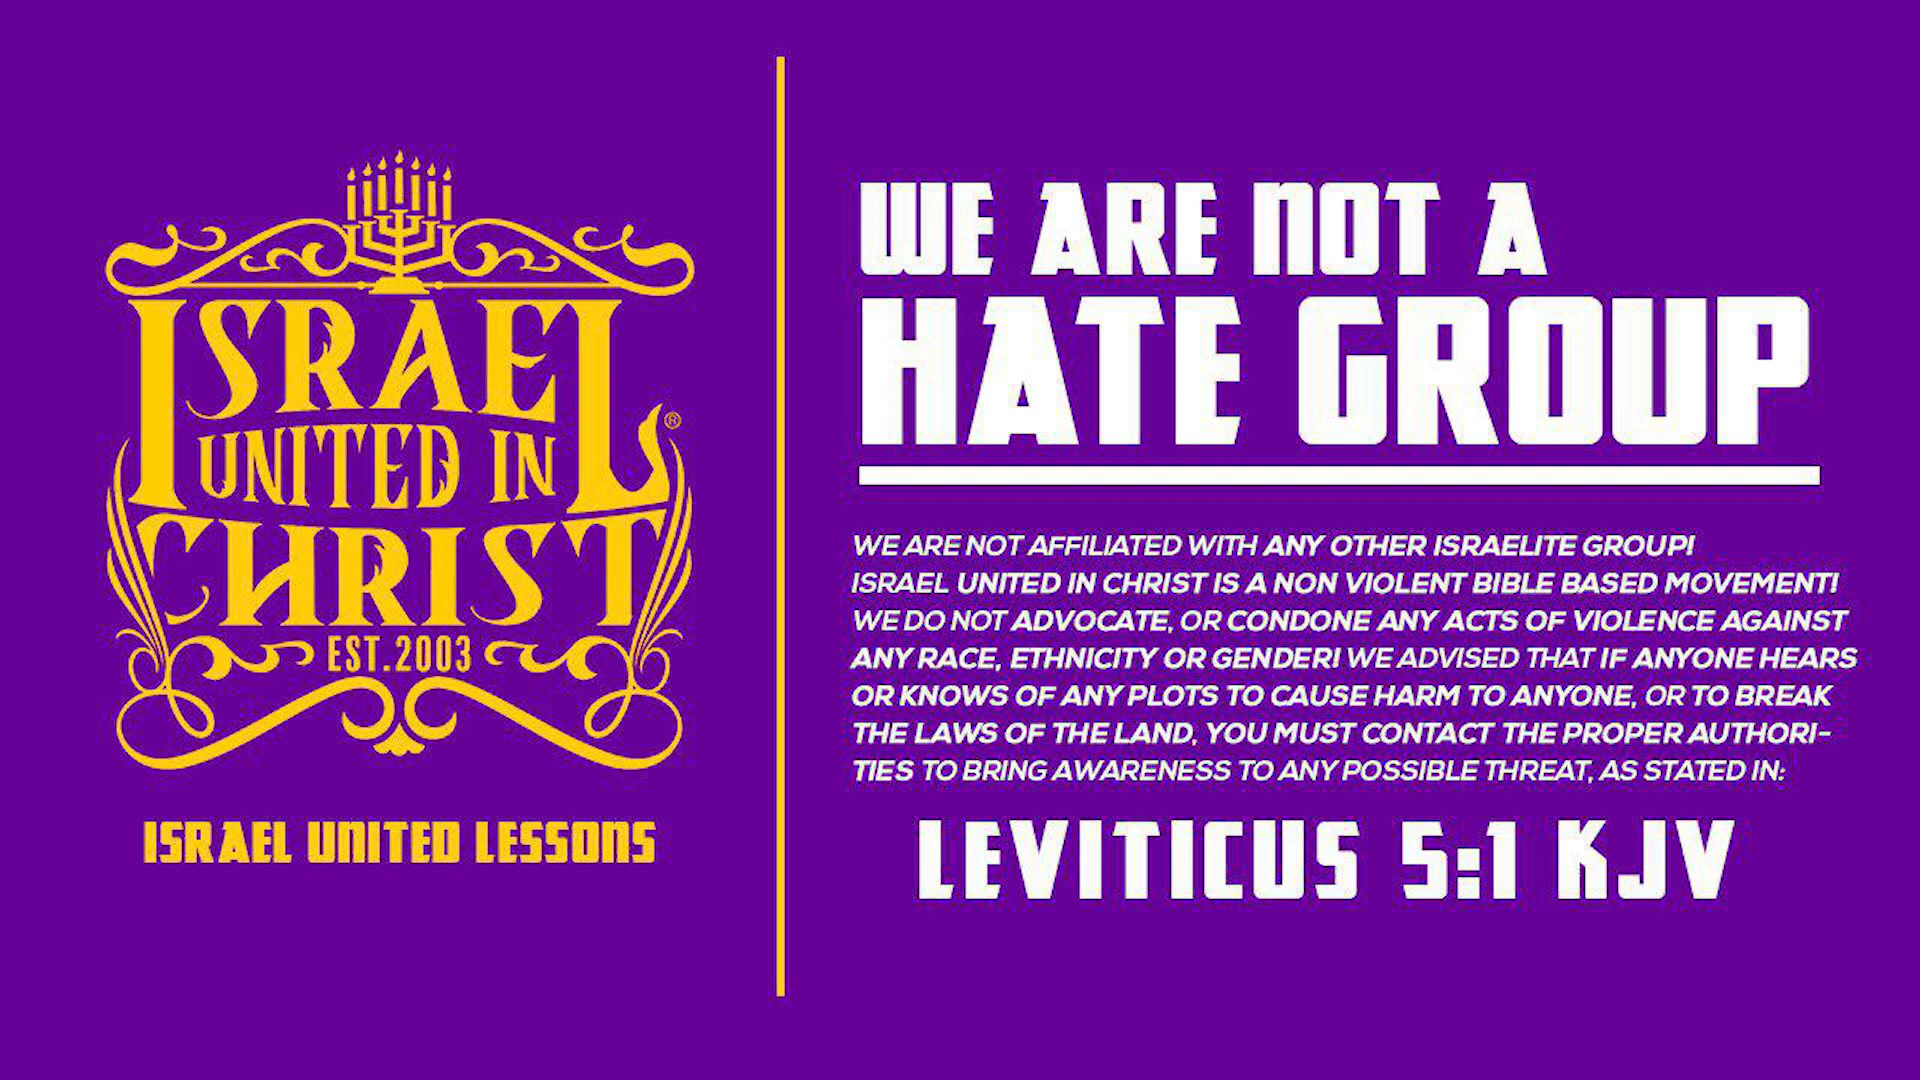 ISRAEL
UNITED IN
CHRIST
®
EST.2003
ISRAEL UNITED LESSONS
WE ARE NOT A
HATE GROUP
WE ARE NOT AFFILIATED WITH ANY OTHER ISRAELITE GROUP!
ISRAEL UNITED IN CHRIST IS A NON VIOLENT BIBLE BASED MOVEMENT!
WE DO NOT ADVOCATE, OR CONDONE ANY ACTS OF VIOLENCE AGAINST
ANY RACE, ETHNICITY OR GENDER! WE ADVISED THAT IF ANYONE HEARS
OR KNOWS OF ANY PLOTS TO CAUSE HARM TO ANYONE, OR TO BREAK
THE LAWS OF THE LAND, YOU MUST CONTACT THE PROPER AUTHORI-
TIES TO BRING AWARENESS TO ANY POSSIBLE THREAT, AS STATED IN:
LEVITICUS 5:1 KJV